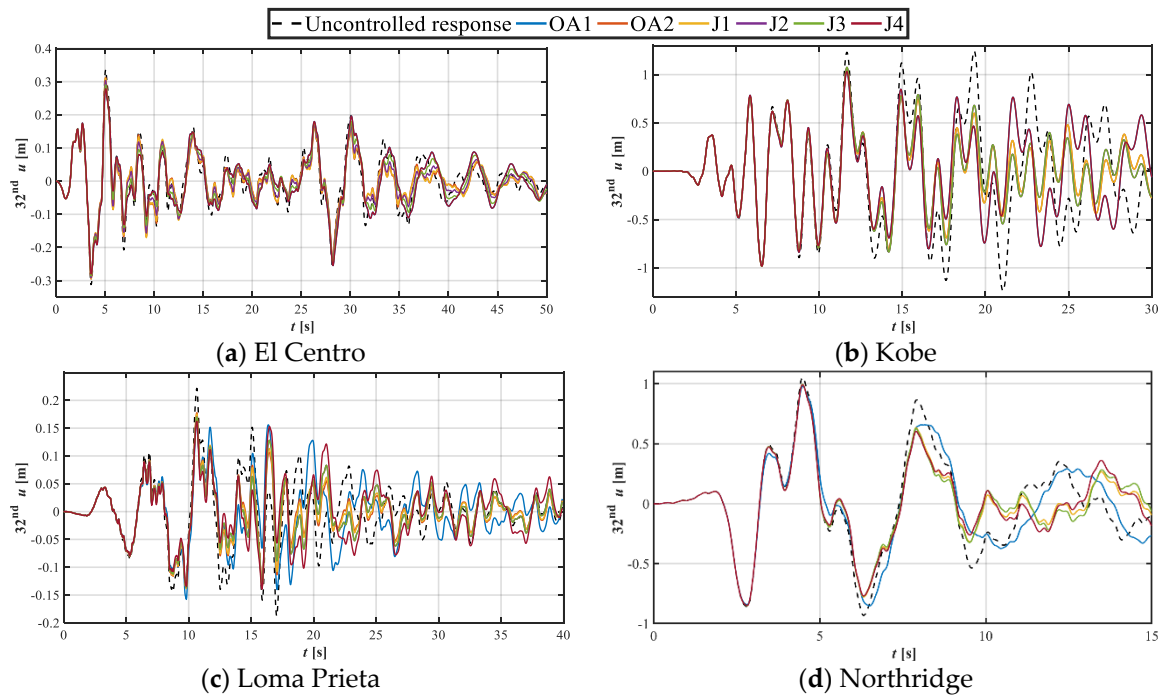 Uncontrolled response OA1 OA2 J1 J2 J3 J4
0.4
0.3
0.2
0.1
0
-0.1
-0.2
-0.3
32nd u [m]
0 5 10 15 20 25 30 35 40 45 50
t [s]
(a) El Centro
1
0.5
0
-0.5
-1
32nd u [m]
0 5 10 15 20 25 30
t [s]
(b) Kobe
0.25
0.2
0.15
0.1
0.05
0
-0.05
-0.1
-0.15
-0.2
32nd u [m]
0 5 10 15 20 25 30 35 40
t [s]
(c) Loma Prieta
1
0.5
0
-0.5
-1
32nd u [m]
0 5 10 15
t [s]
(d) Northridge